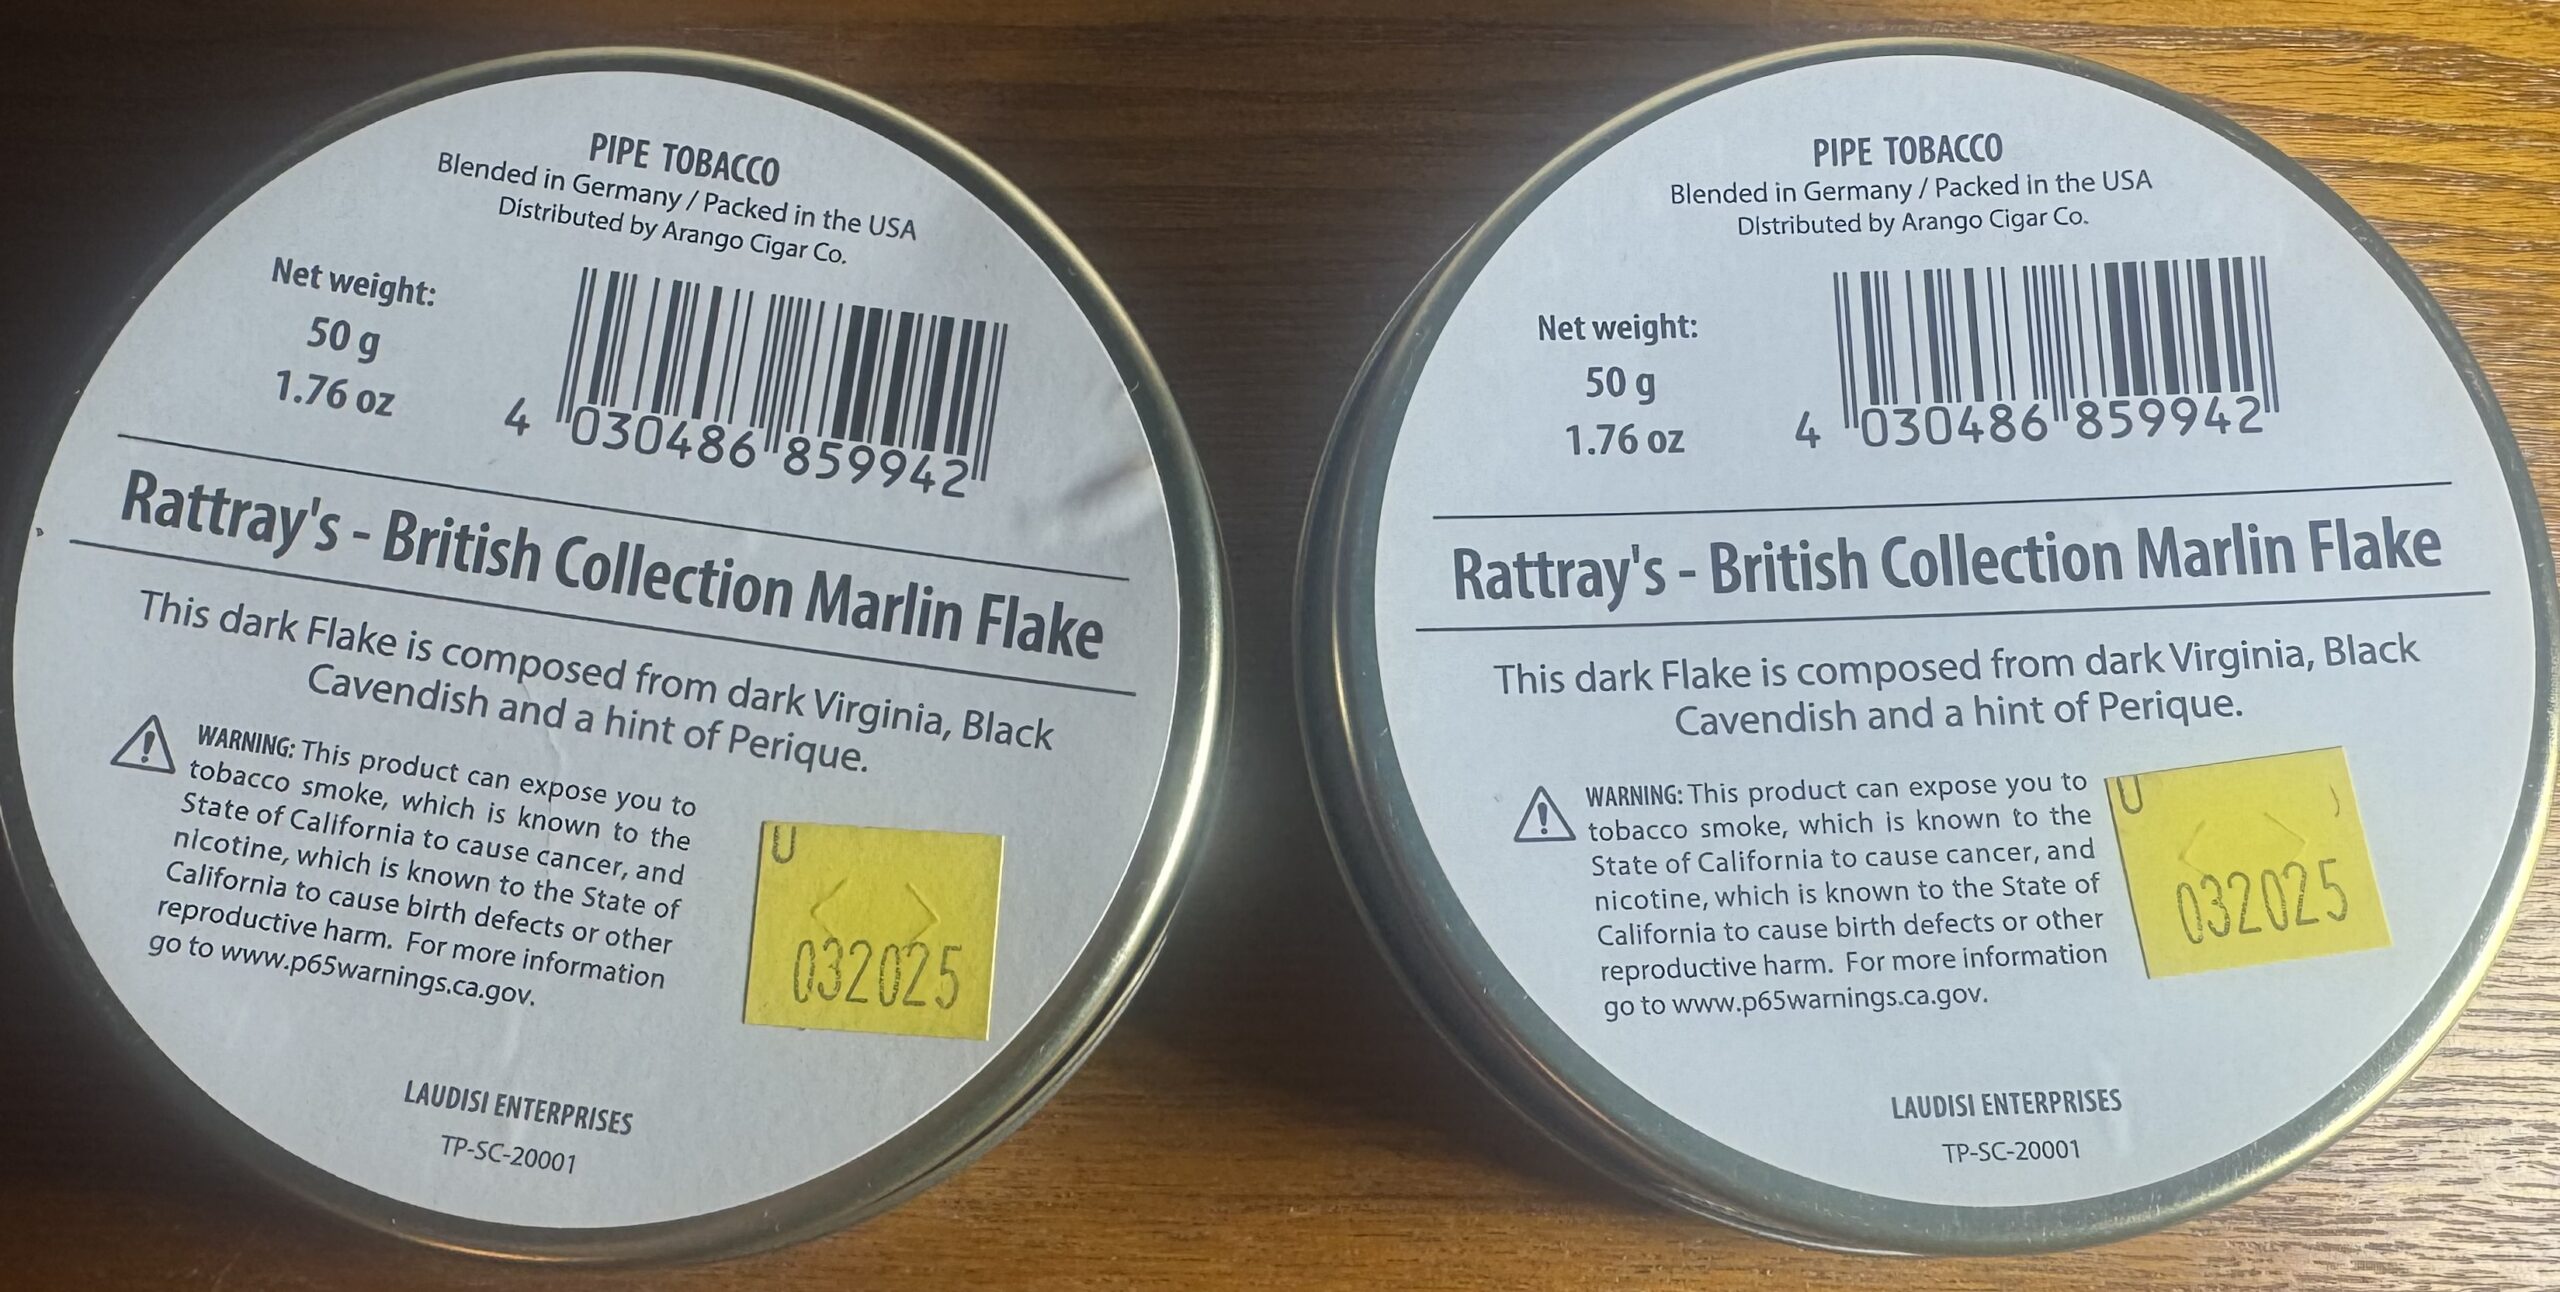 PIPE TOBACCO
Blended in Germany / Packed in the USA
Distributed by Arango Cigar Co.
Net weight:
50 g
1.76 oz
4 030486 859942
Rattray's - British Collection Marlin Flake
This dark Flake is composed from dark Virginia, Black
Cavendish and a hint of Perique.
WARNING: This product can expose you to
tobacco smoke, which is known to the
State of California to cause cancer, and
nicotine, which is known to the State of
California to cause birth defects or other
reproductive harm. For more information
go to www.p65warnings.ca.gov.
U
032025
LAUDISI ENTERPRISES
TP-SC-20001
PIPE TOBACCO
Blended in Germany / Packed in the USA
Distributed by Arango Cigar Co.
Net weight:
50 g
1.76 oz
4 030486 859942
Rattray's - British Collection Marlin Flake
This dark Flake is composed from dark Virginia, Black
Cavendish and a hint of Perique.
WARNING: This product can expose you to
tobacco smoke, which is known to the
State of California to cause cancer, and
nicotine, which is known to the State of
California to cause birth defects or other
reproductive harm. For more information
go to www.p65warnings.ca.gov.
U
032025
LAUDISI ENTERPRISES
TP-SC-20001